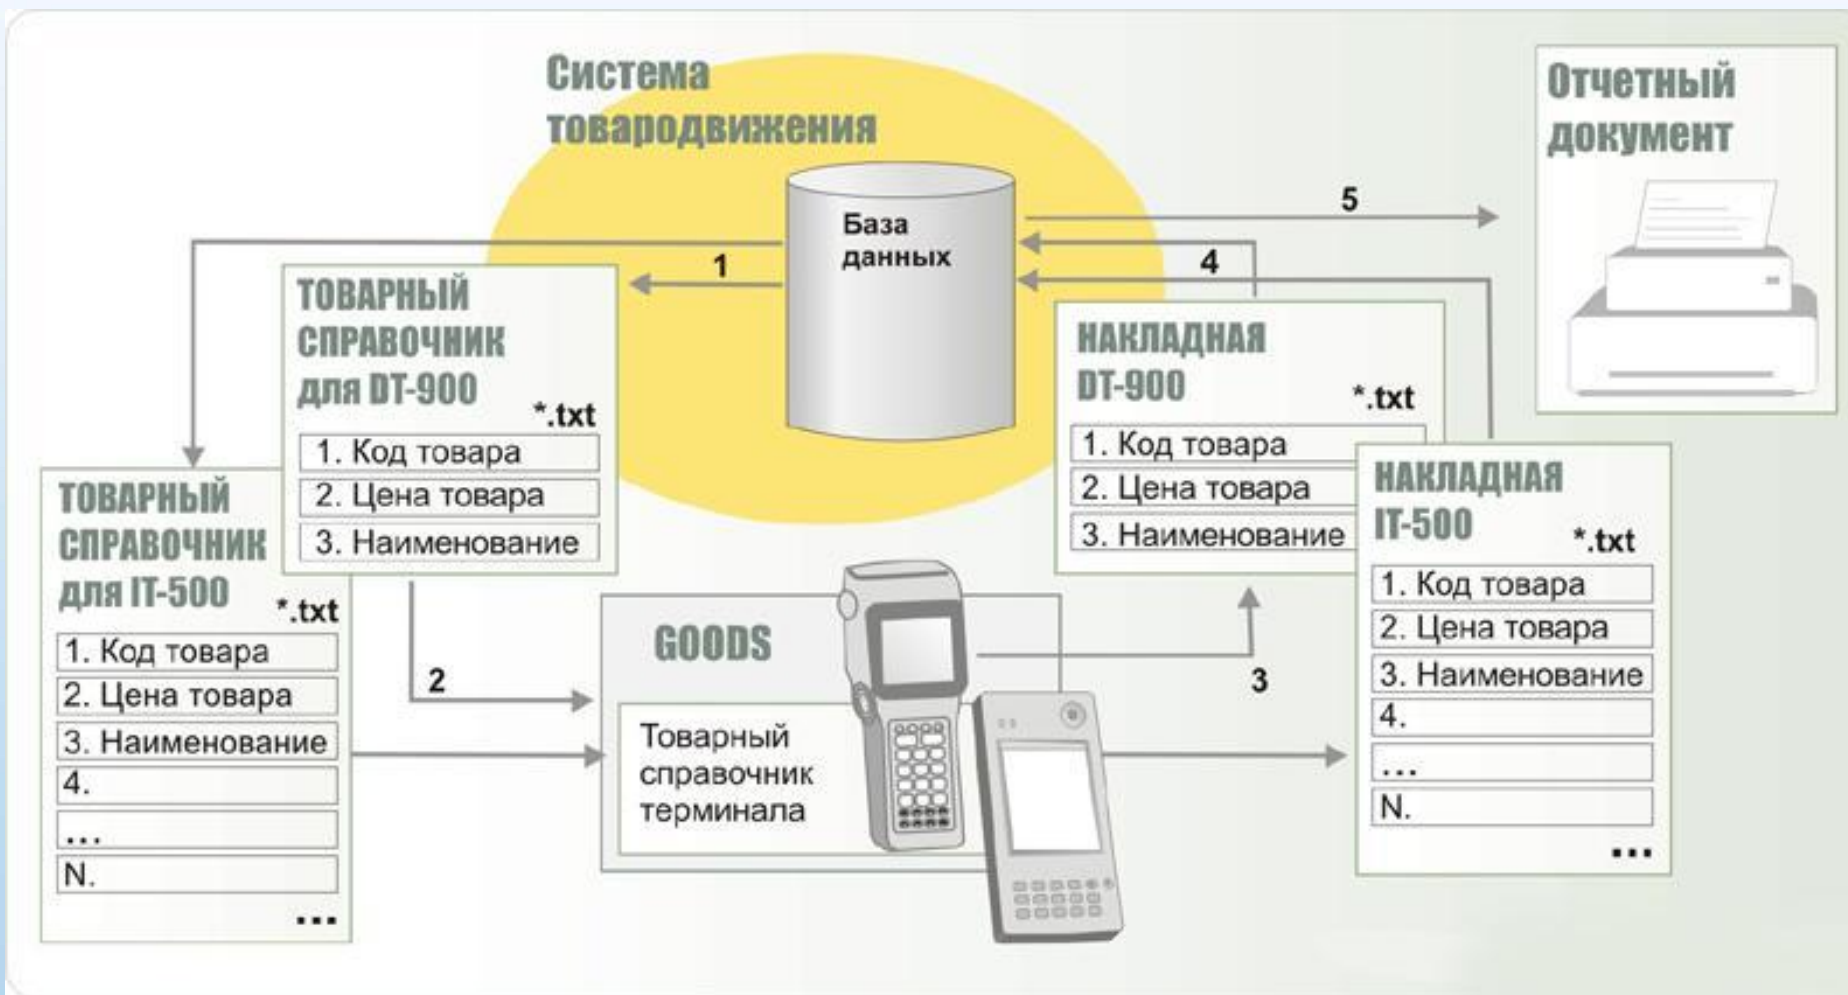 Система
товародвижения
База
данных
5
Отчетный
документ
1
4
ТОВАРНЫЙ
СПРАВОЧНИК
для DT-900
*.txt
1. Код товара
2. Цена товара
3. Наименование
ТОВАРНЫЙ
СПРАВОЧНИК
для IT-500
*.txt
1. Код товара
2. Цена товара
3. Наименование
4.
...
N.
...
2
GOODS
Товарный
справочник
терминала
3
НАКЛАДНАЯ
DT-900
*.txt
1. Код товара
2. Цена товара
3. Наименование
НАКЛАДНАЯ
IT-500
*.txt
1. Код товара
2. Цена товара
3. Наименование
4.
...
N.
...